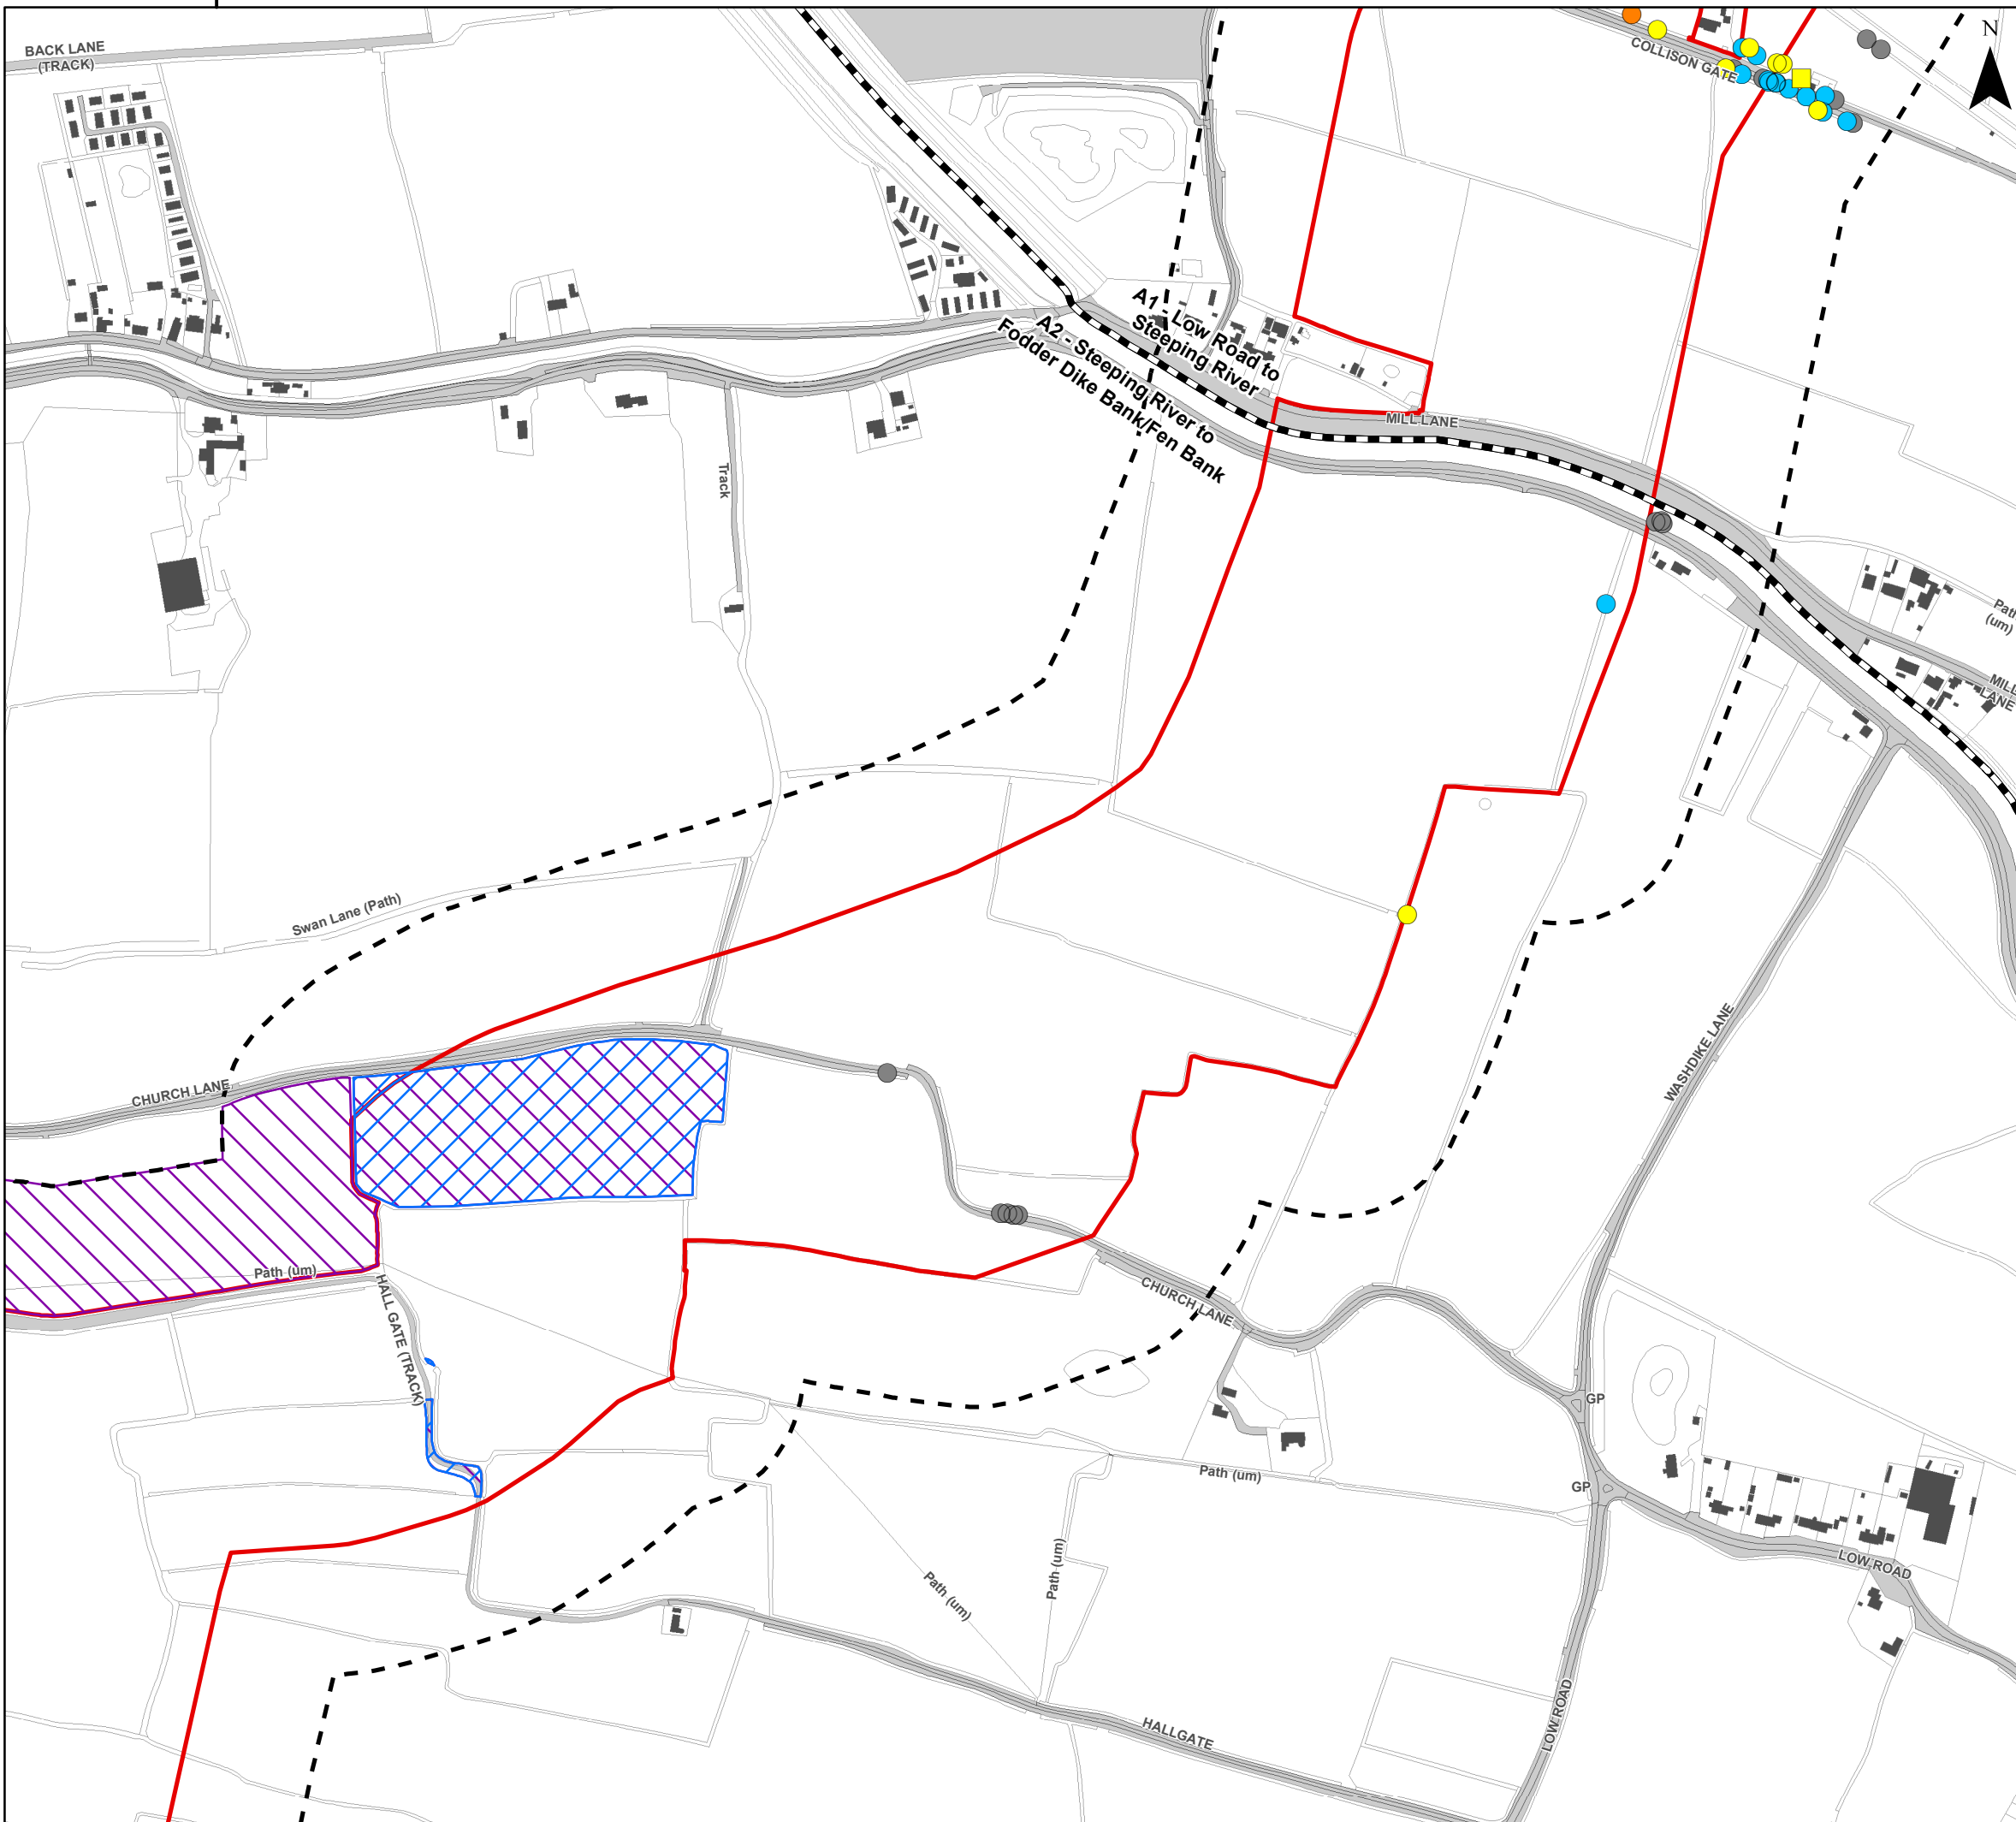 BACK LANE
(TRACK)
COLLISON GATE
N
A1 - Low Road to
Steeping River
A2 - Steeping River to
Fodder Dike Bank/Fen Bank
MILL LANE
Track
Path
(um)
MILL
LANE
Swan Lane (Path)
CHURCH LANE
WASHDIKE LANE
Path (um)
HALL GATE (TRACK)
CHURCH LANE
GP
GP
Path (um)
LOW ROAD
Path (um)
Path (um)
LOW ROAD
HALLGATE